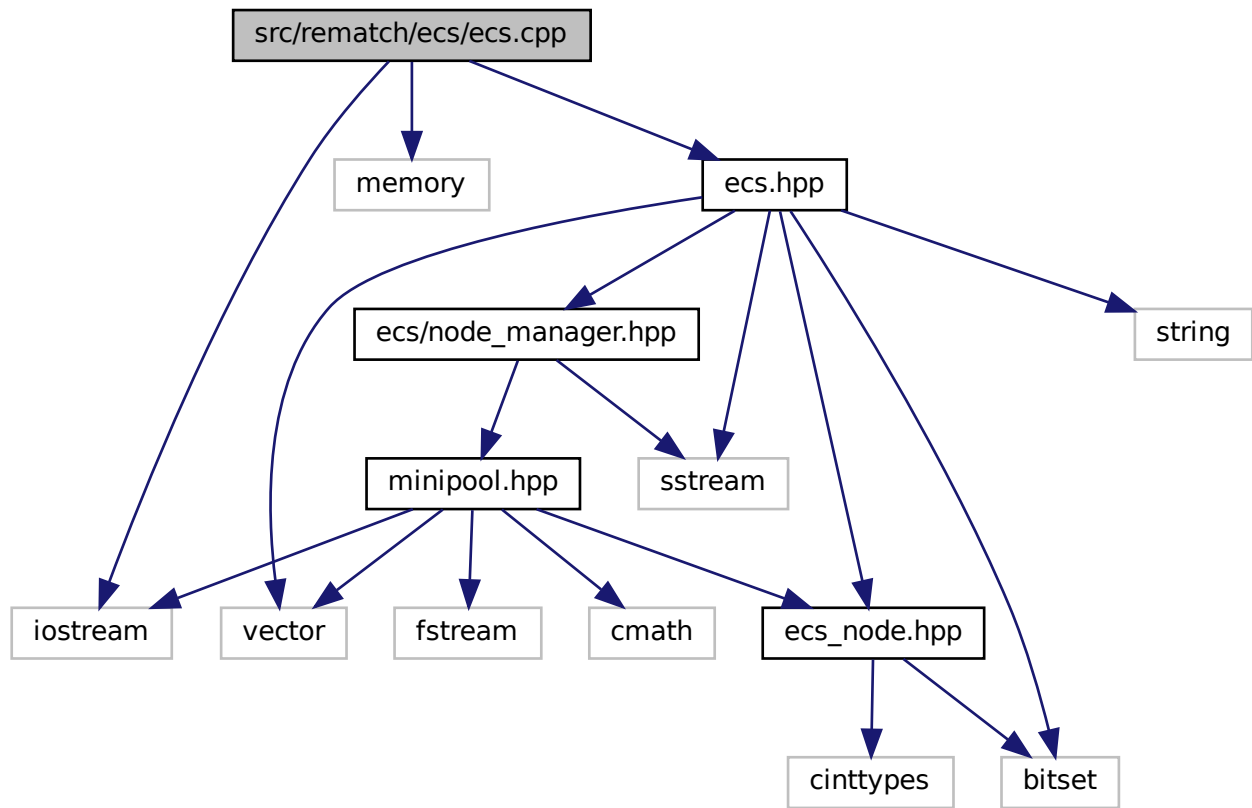 src/rematch/ecs/ecs.cpp
memory
ecs.hpp
ecs/node_manager.hpp
string
minipool.hpp
sstream
iostream
vector
fstream
cmath
ecs_node.hpp
cinttypes
bitset